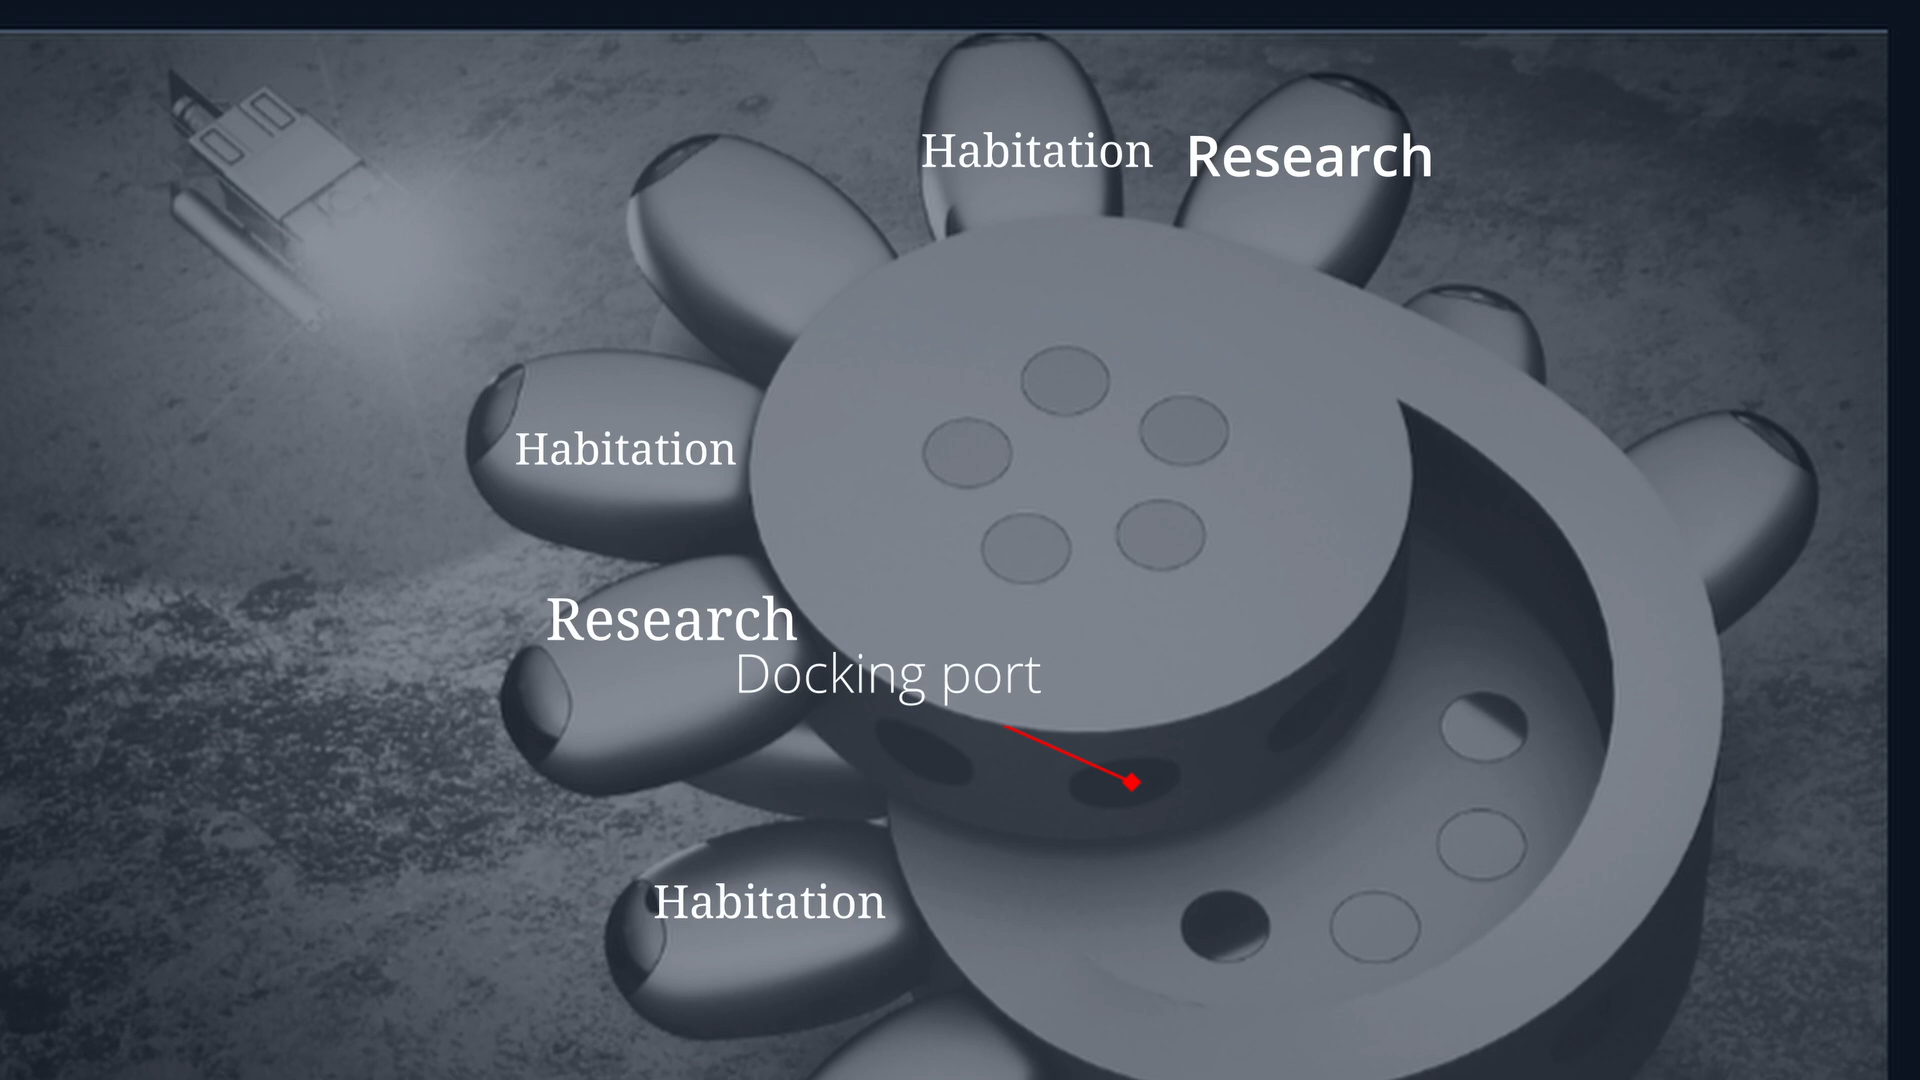 Habitation
Research
Habitation
Research
Docking port
Habitation